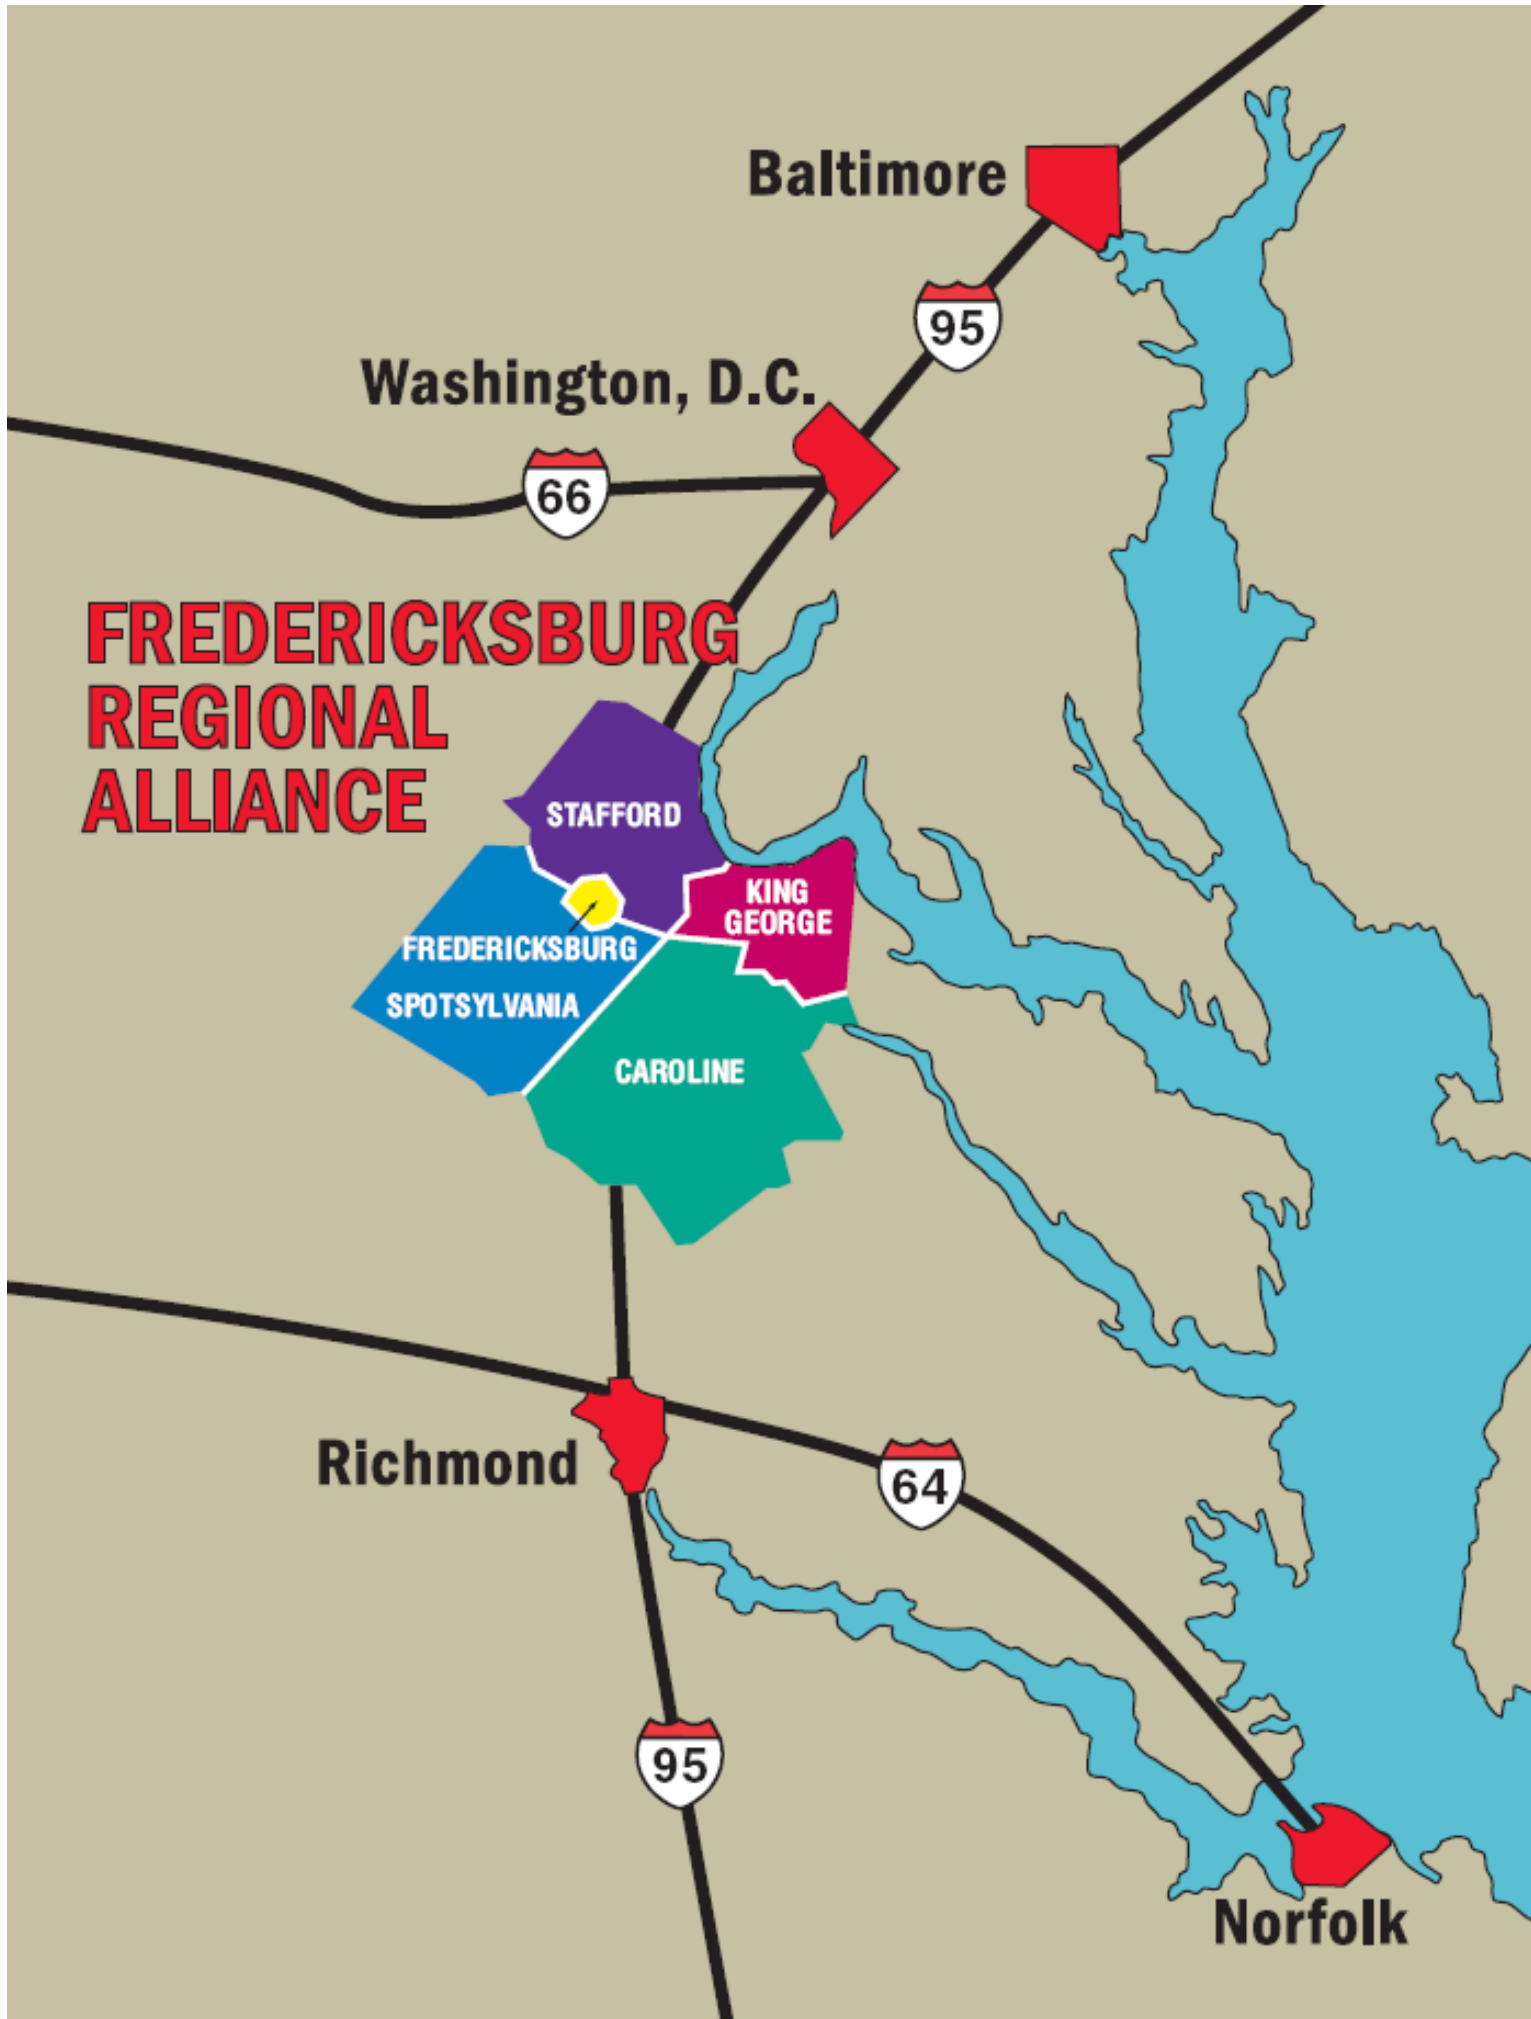 Baltimore
95
Washington, D.C.
66
FREDERICKSBURG
REGIONAL
ALLIANCE
STAFFORD
KING
GEORGE
FREDERICKSBURG
SPOTSYLVANIA
CAROLINE
Richmond
64
95
Norfolk